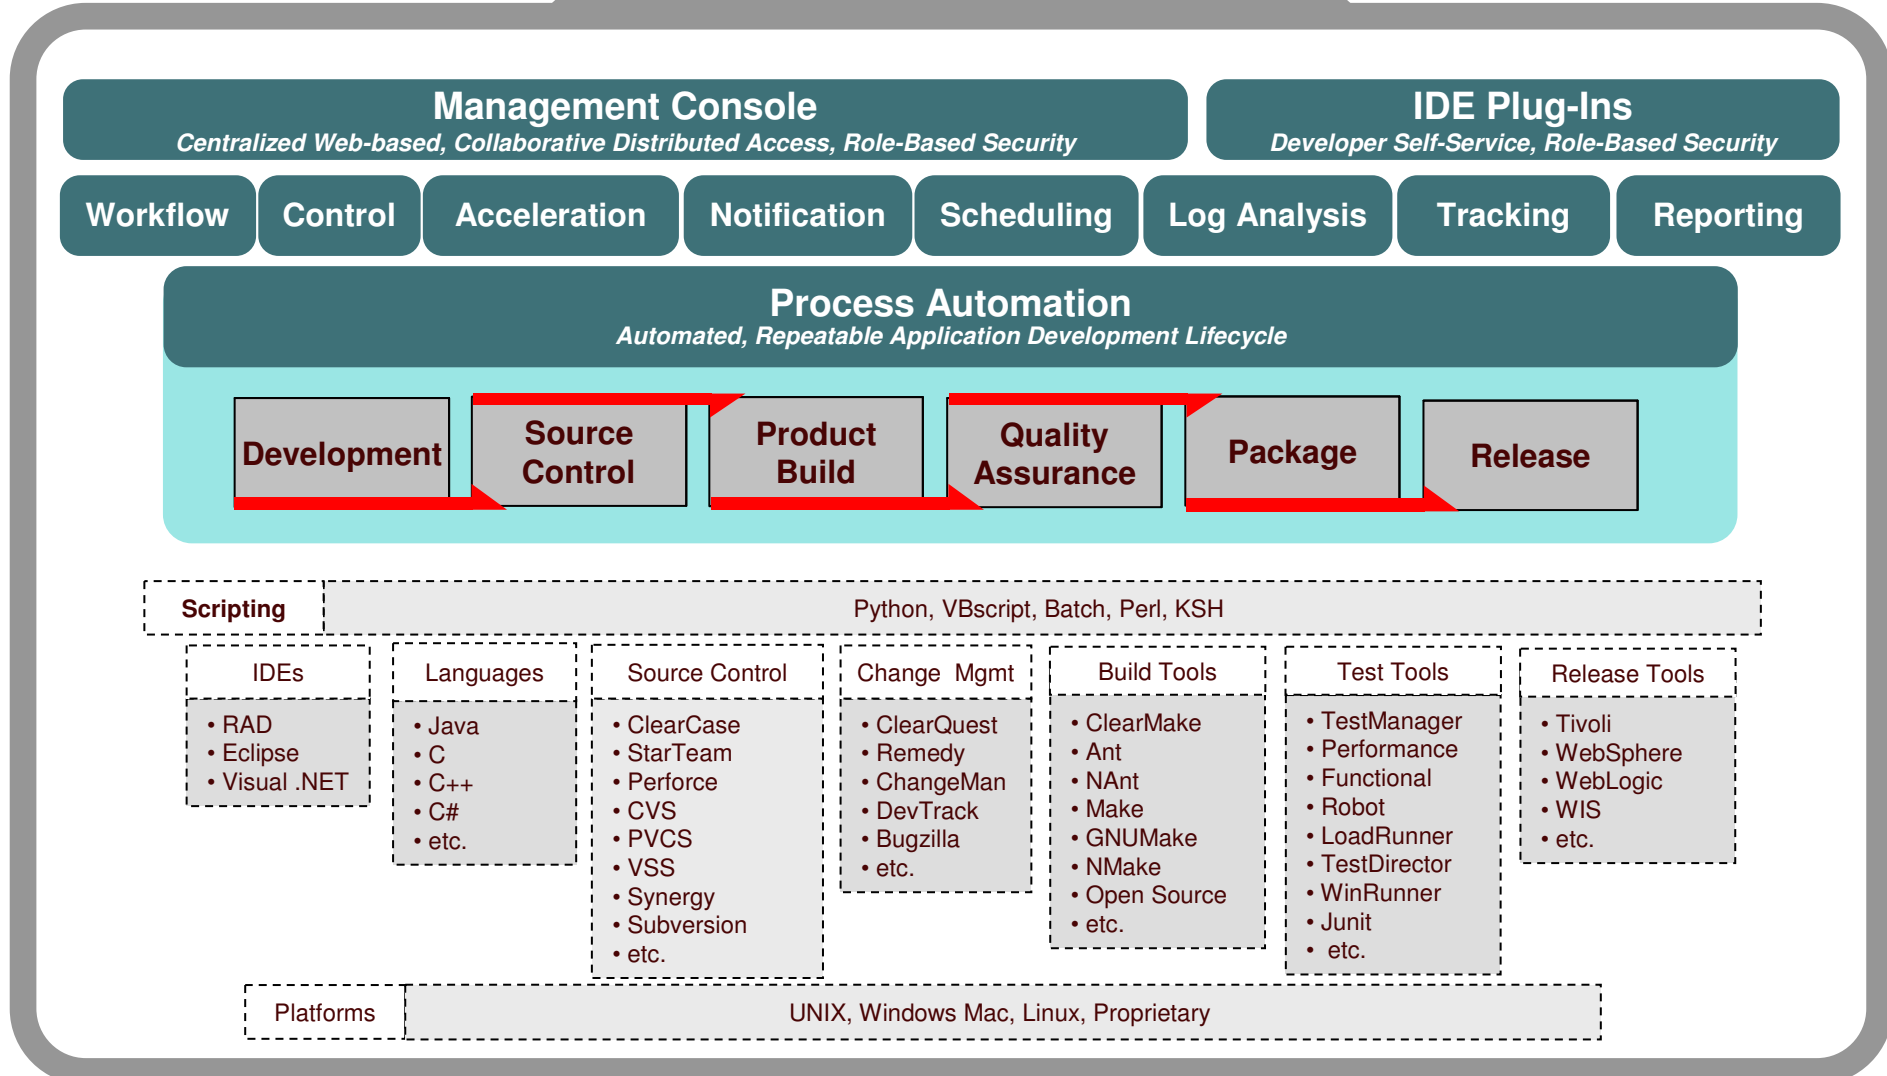 Management Console
Centralized Web-based, Collaborative Distributed Access, Role-Based Security
IDE Plug-Ins
Developer Self-Service, Role-Based Security
Workflow
Control
Acceleration
Notification
Scheduling
Log Analysis
Tracking
Reporting
Process Automation
Automated, Repeatable Application Development Lifecycle
Development
Source
Control
Product
Build
Quality
Assurance
Package
Release
Scripting
Python, VBscript, Batch, Perl, KSH
IDEs
• RAD
• Eclipse
• Visual .NET
Languages
• Java
• C
• C++
• C#
• etc.
Source Control
• ClearCase
• StarTeam
• Perforce
• CVS
• PVCS
• VSS
• Synergy
• Subversion
• etc.
Change Mgmt
• ClearQuest
• Remedy
• ChangeMan
• DevTrack
• Bugzilla
• etc.
Build Tools
• ClearMake
• Ant
• NAnt
• Make
• GNUMake
• NMake
• Open Source
• etc.
Test Tools
• TestManager
• Performance
• Functional
• Robot
• LoadRunner
• TestDirector
• WinRunner
• Junit
• etc.
Release Tools
• Tivoli
• WebSphere
• WebLogic
• WIS
• etc.
Platforms
UNIX, Windows Mac, Linux, Proprietary